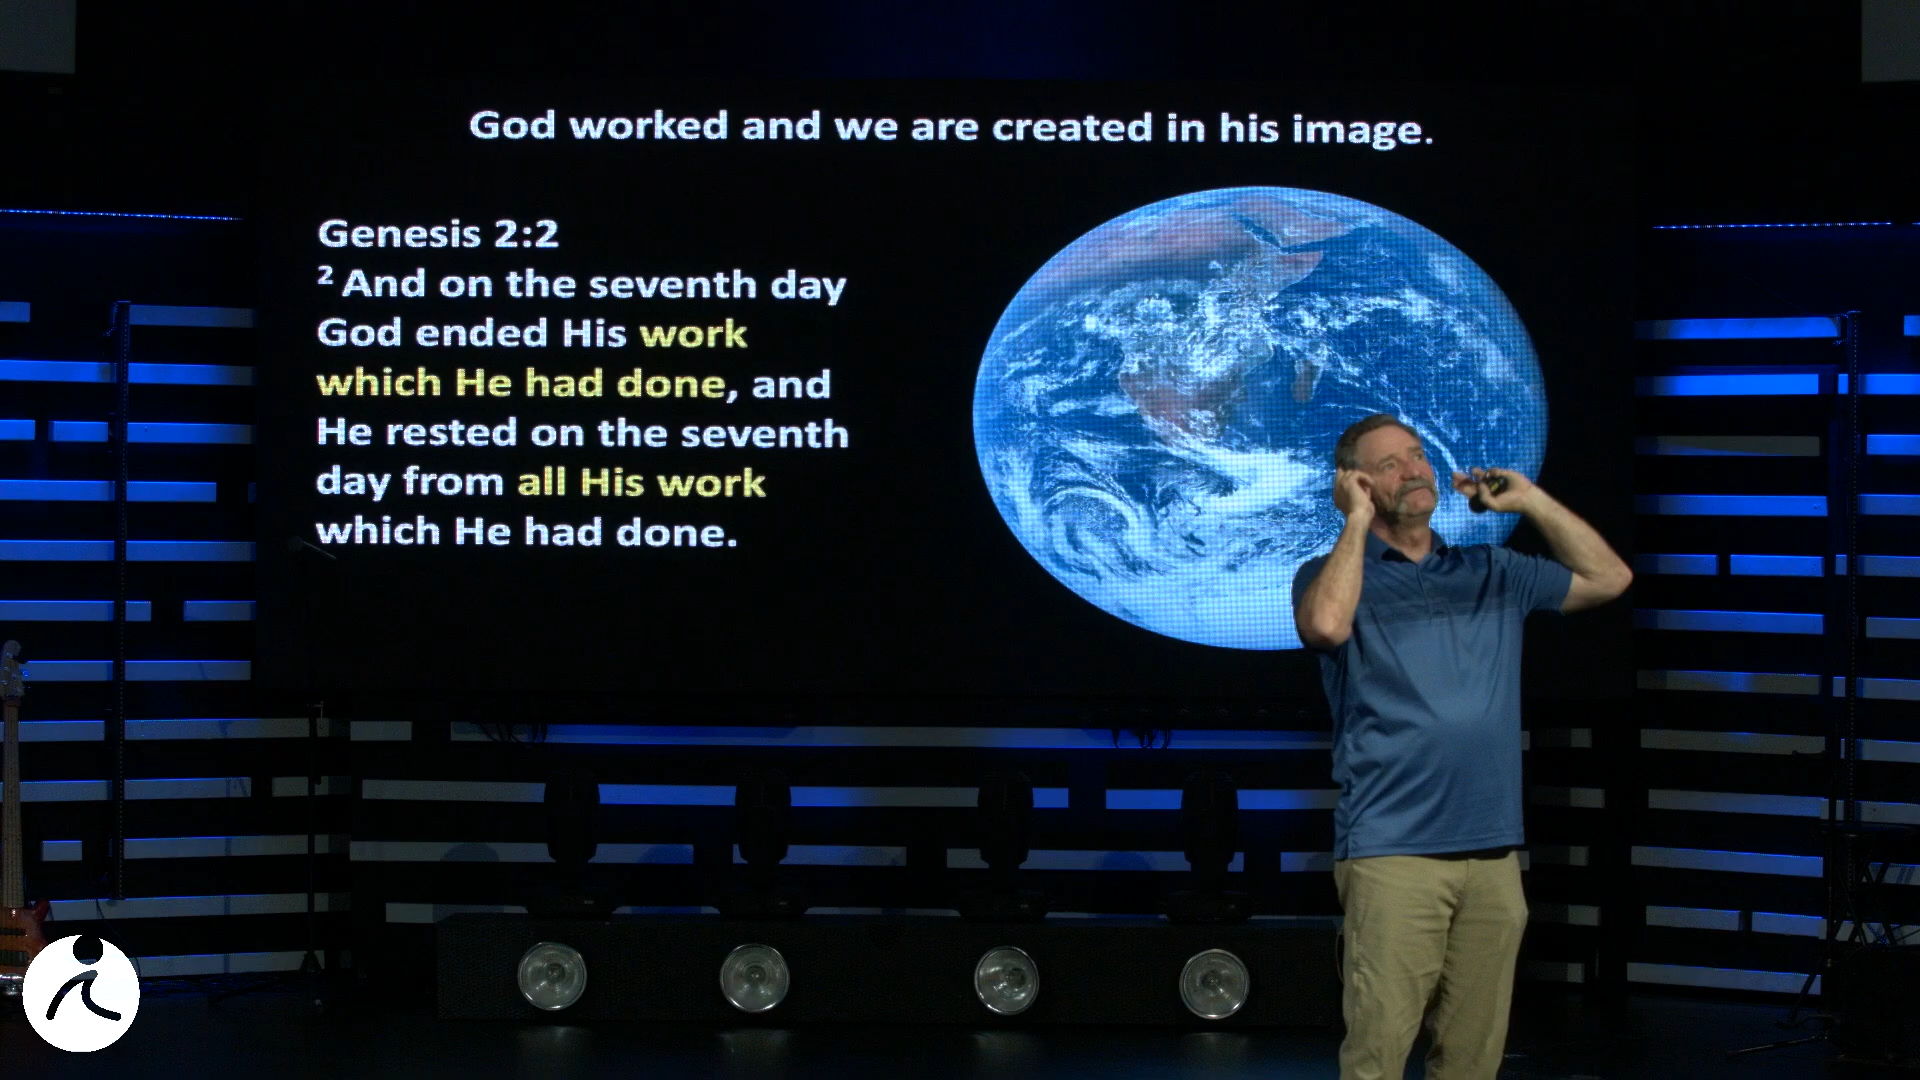 God worked and we are created in his image.
Genesis 2:2
² And on the seventh day
God ended His work
which He had done, and
He rested on the seventh
day from all His work
which He had done.